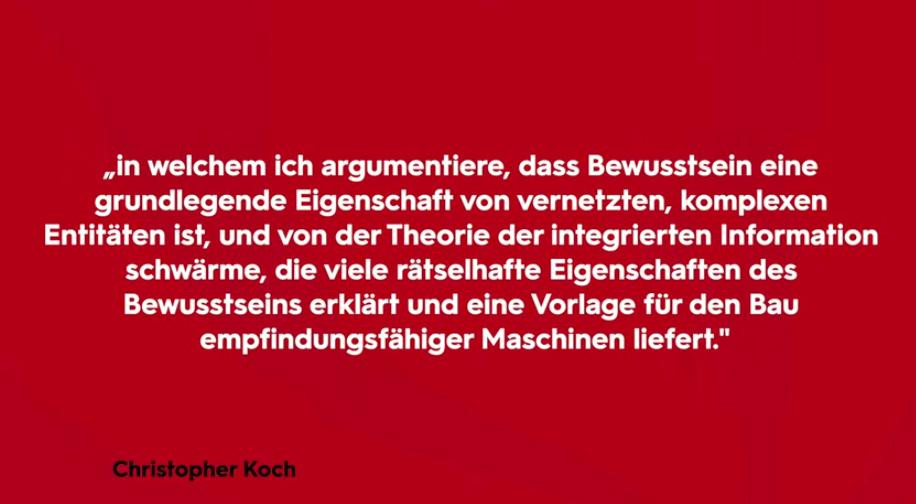 „in welchem ich argumentiere, dass Bewusstsein eine
grundlegende Eigenschaft von vernetzten, komplexen
Entitäten ist, und von der Theorie der integrierten Information
schwärme, die viele rätselhafte Eigenschaften des
Bewusstseins erklärt und eine Vorlage für den Bau
empfindungsfähiger Maschinen liefert."
Christopher Koch